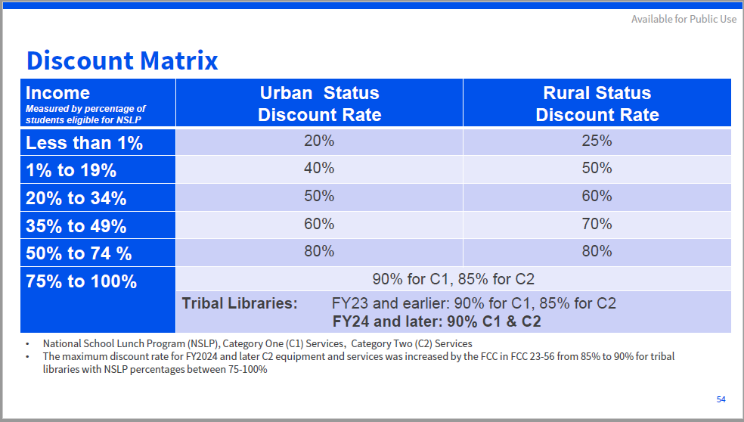 Available for Public Use
Discount Matrix
Income
Measured by percentage of
students eligible for NSLP
Urban Status
Discount Rate
Rural Status
Discount Rate
Less than 1%
20%
25%
1% to 19%
40%
50%
20% to 34%
50%
60%
35% to 49%
60%
70%
50% to 74 %
80%
80%
75% to 100%
90% for C1, 85% for C2
Tribal Libraries: FY23 and earlier: 90% for C1, 85% for C2
FY24 and later: 90% C1 & C2
• National School Lunch Program (NSLP), Category One (C1) Services, Category Two (C2) Services
• The maximum discount rate for FY2024 and later C2 equipment and services was increased by the FCC in FCC 23-56 from 85% to 90% for tribal
libraries with NSLP percentages between 75-100%
54